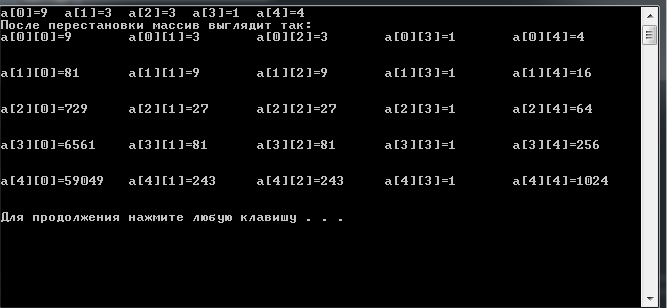 a[0]=9 a[1]=3 a[2]=3 a[3]=1 a[4]=4
После перестановки массив выглядит так:
a[0][0]=9 a[0][1]=3 a[0][2]=3 a[0][3]=1 a[0][4]=4
a[1][0]=81 a[1][1]=9 a[1][2]=9 a[1][3]=1 a[1][4]=16
a[2][0]=729 a[2][1]=27 a[2][2]=27 a[2][3]=1 a[2][4]=64
a[3][0]=6561 a[3][1]=81 a[3][2]=81 a[3][3]=1 a[3][4]=256
a[4][0]=59049 a[4][1]=243 a[4][2]=243 a[4][3]=1 a[4][4]=1024
Для продолжения нажмите любую клавишу . . .